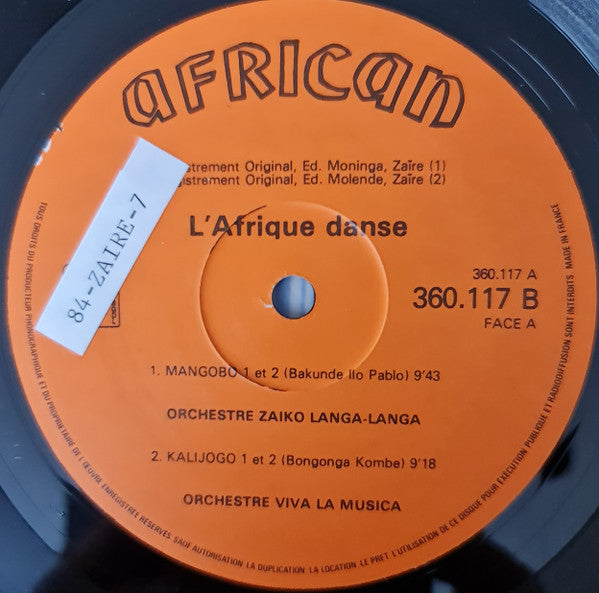 AFRICAN
istrement Original, Ed. Moninga, Zaïre (1)
gistrement Original, Ed. Molende, Zaïre (2)
84-ZAIRE-7
L'Afrique danse
360.117 A
360.117 B
FACE A
1. MANGOBO 1 et 2 (Bakunde Ilo Pablo) 9'43
ORCHESTRE ZAIKO LANGA-LANGA
2. KALIJOGO 1 et 2 (Bongonga Kombe) 9'18
ORCHESTRE VIVA LA MUSICA
TOUS DROITS DU PRODUCTEUR PHONOGRAPHIQUE ET DU PROPRIETAIRE DE L'ŒUVRE ENREGISTREE RESERVES SAUF AUTORISATION LA DUPLICATION LA LOCATION LE PRET L'UTILISATION DE CE DISQUE POUR EXECUTION PUBLIQUE ET RADIODIFFUSION SONT INTERDITS MADE IN FRANCE